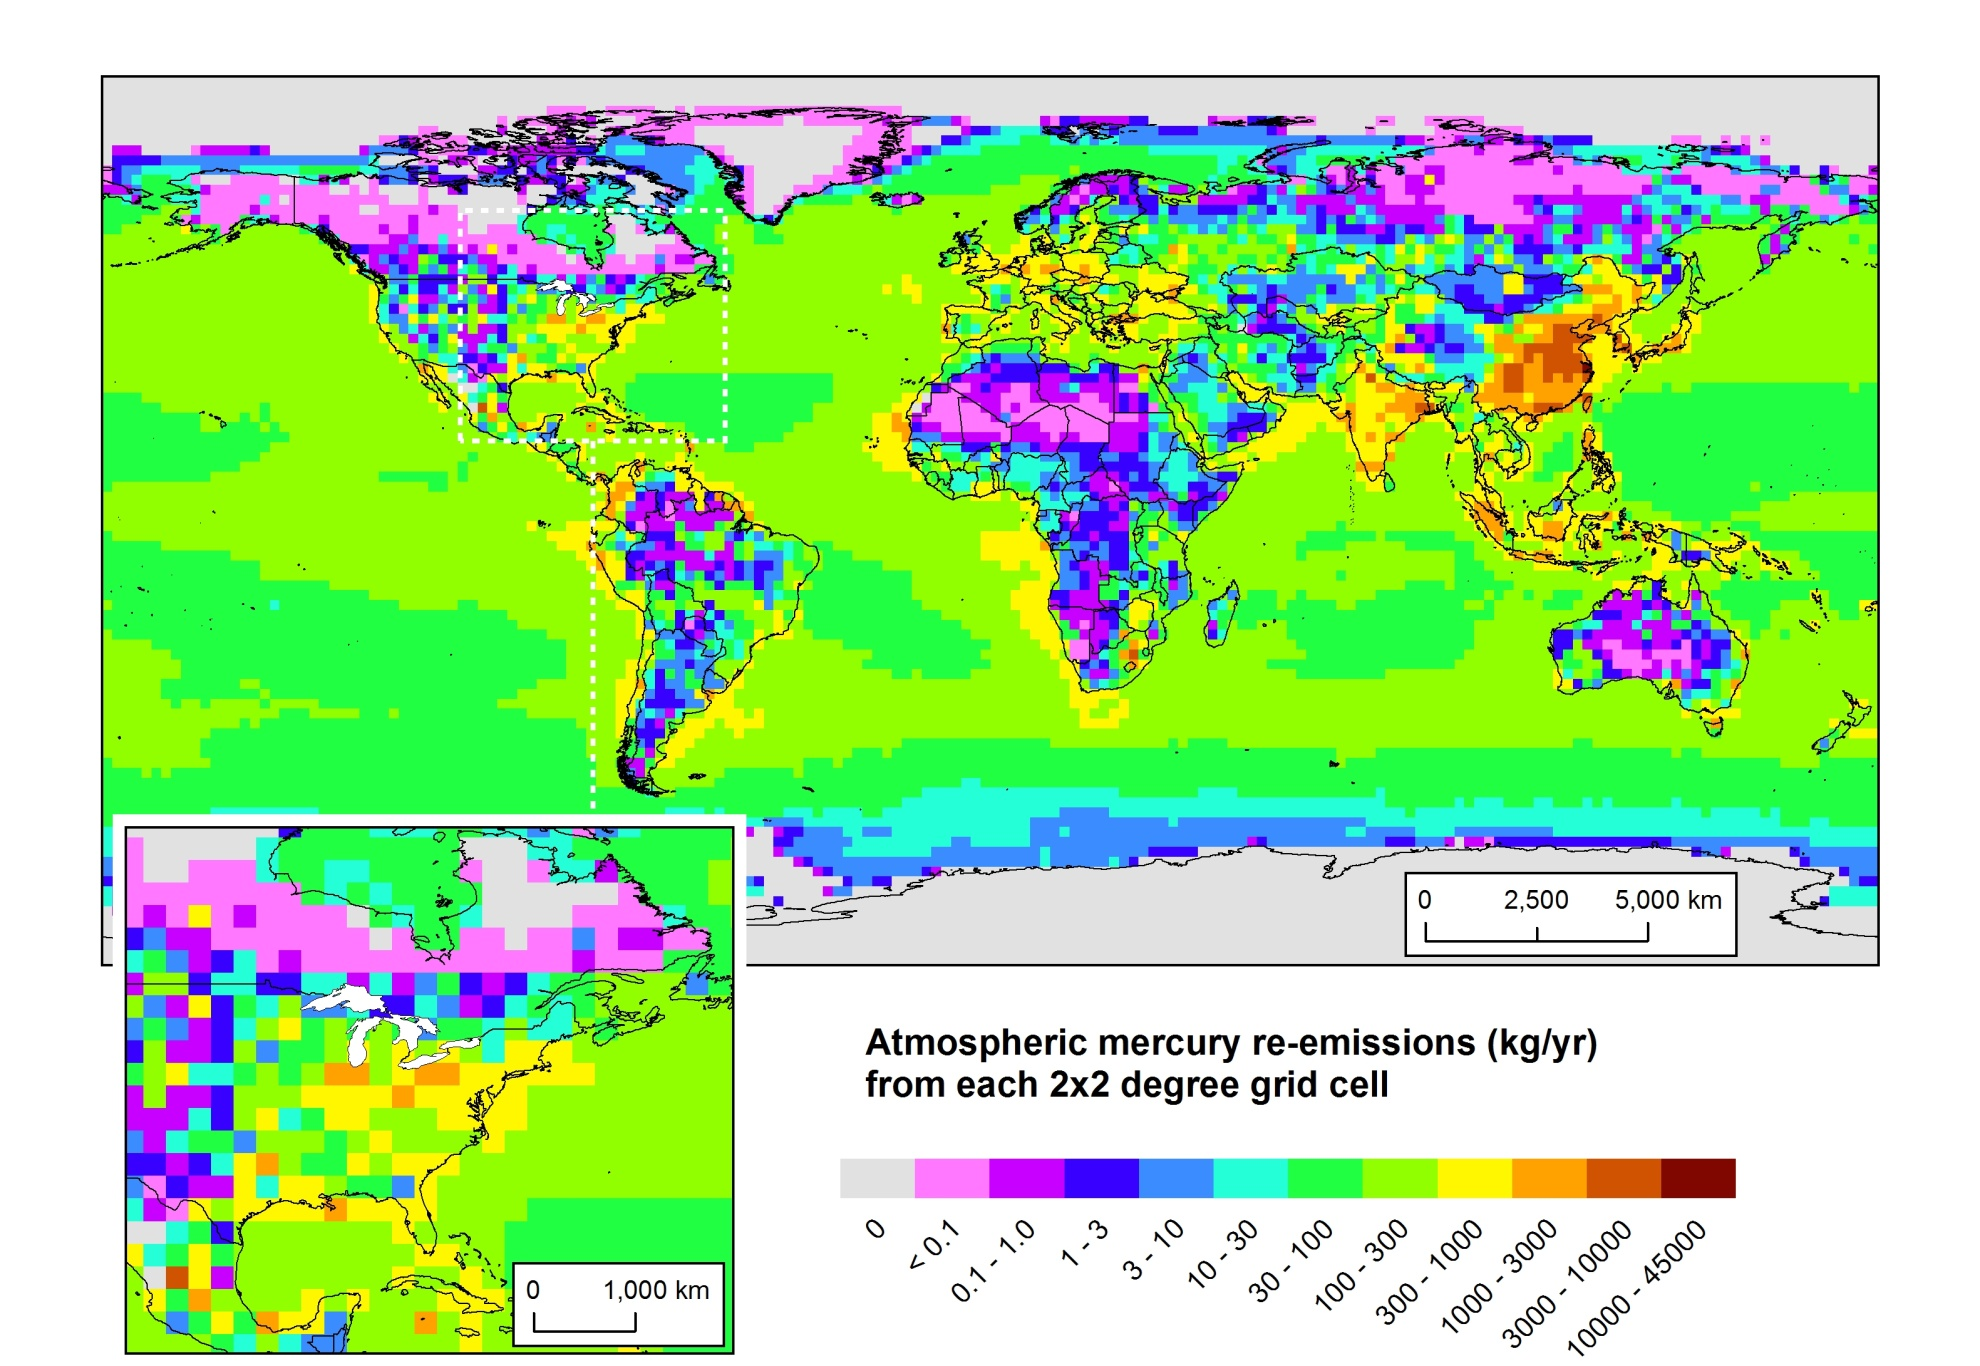 0 2,500 5,000 km
Atmospheric mercury re-emissions (kg/yr)
from each 2x2 degree grid cell
0 1,000 km
0
< 0.1
0.1 - 1.0
1 - 3
3 - 10
10 - 30
30 - 100
100 - 300
300 - 1000
1000 - 3000
3000 - 10000
10000 - 45000